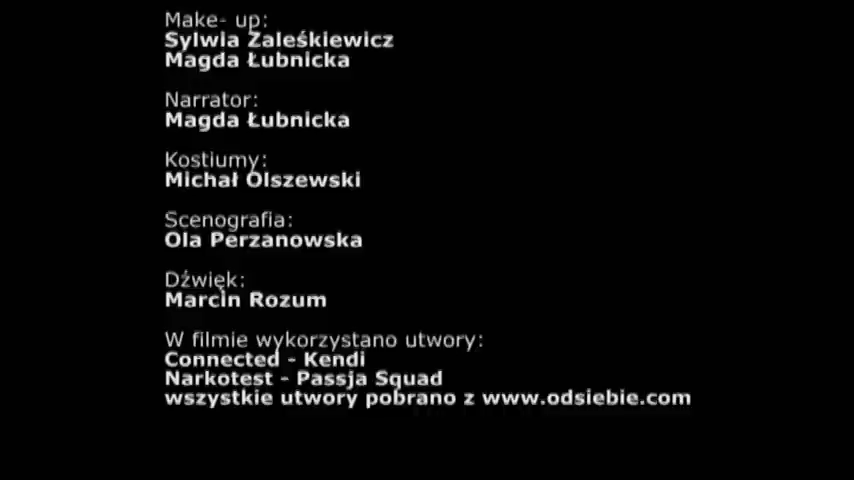 Make- up:
Sylwia Zaleśkiewicz
Magda Łubnicka
Narrator:
Magda Łubnicka
Kostiumy:
Michał Olszewski
Scenografia:
Ola Perzanowska
Dźwięk:
Marcin Rozum
W filmie wykorzystano utwory:
Connected - Kendi
Narkotest - Passja Squad
wszystkie utwory pobrano z www.odsiebie.com